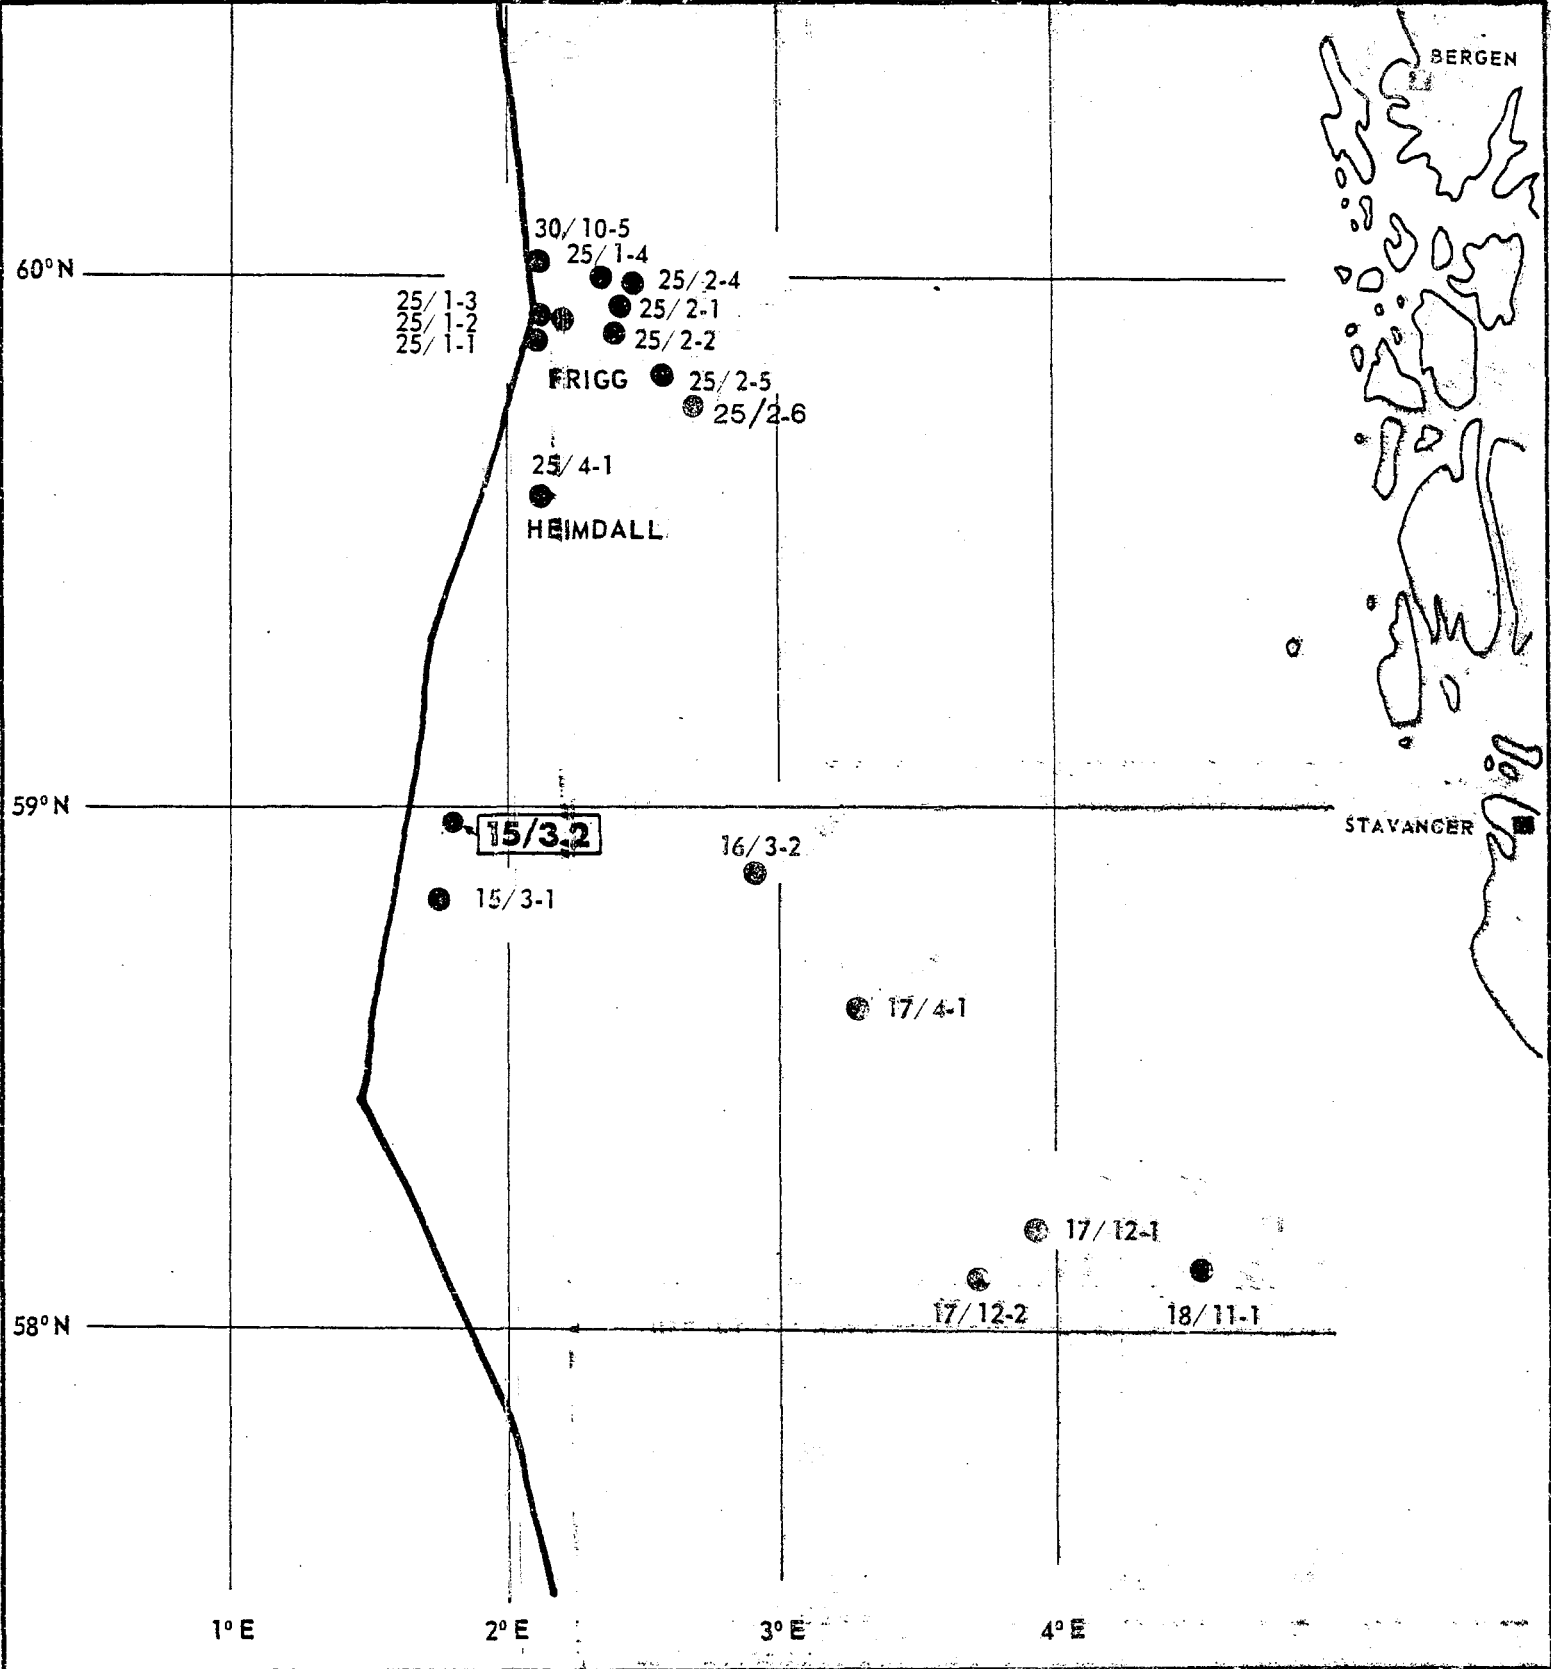 BERGEN
30/10-5
25/1-4
60°N
25/2-4
25/1-3
25/2-1
25/1-2
25/1-1
25/2-2
FRIGG
25/2-5
25/2-6
25/4-1
HEIMDALL
59°N
15/3-2
STAVANGER
16/3-2
15/3-1
17/4-1
17/12-1
17/12-2
18/11-1
58°N
1°E
2°E
3°E
4°E